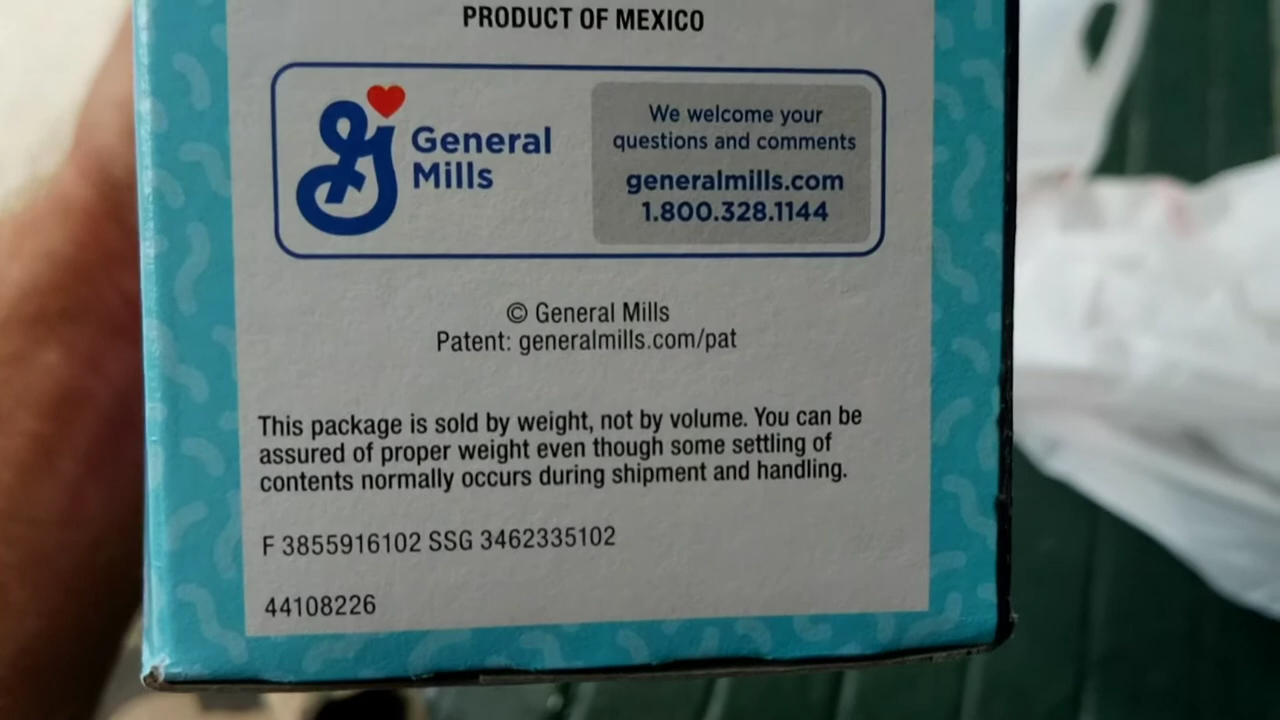 PRODUCT OF MEXICO
General
Mills
We welcome your
questions and comments
generalmills.com
1.800.328.1144
© General Mills
Patent: generalmills.com/pat
This package is sold by weight, not by volume. You can be
assured of proper weight even though some settling of
contents normally occurs during shipment and handling.
F 3855916102 SSG 3462335102
44108226